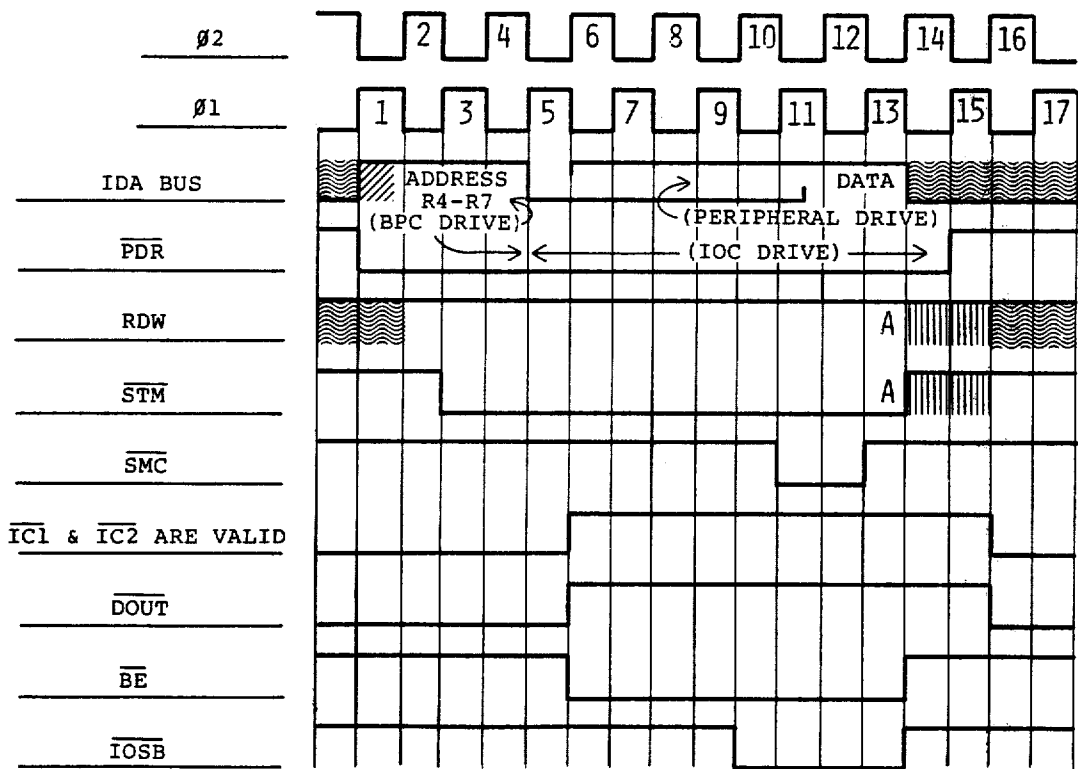 ø2
2 4 6 8 10 12 14 16
ø1
1 3 5 7 9 11 13 15 17
IDA BUS
ADDRESS
R4-R7
(BPC DRIVE)
DATA
(PERIPHERAL DRIVE)
PDR
(IOC DRIVE)
RDW
A
STM
A
SMC
IC1 & IC2 ARE VALID
DOUT
BE
IOSB